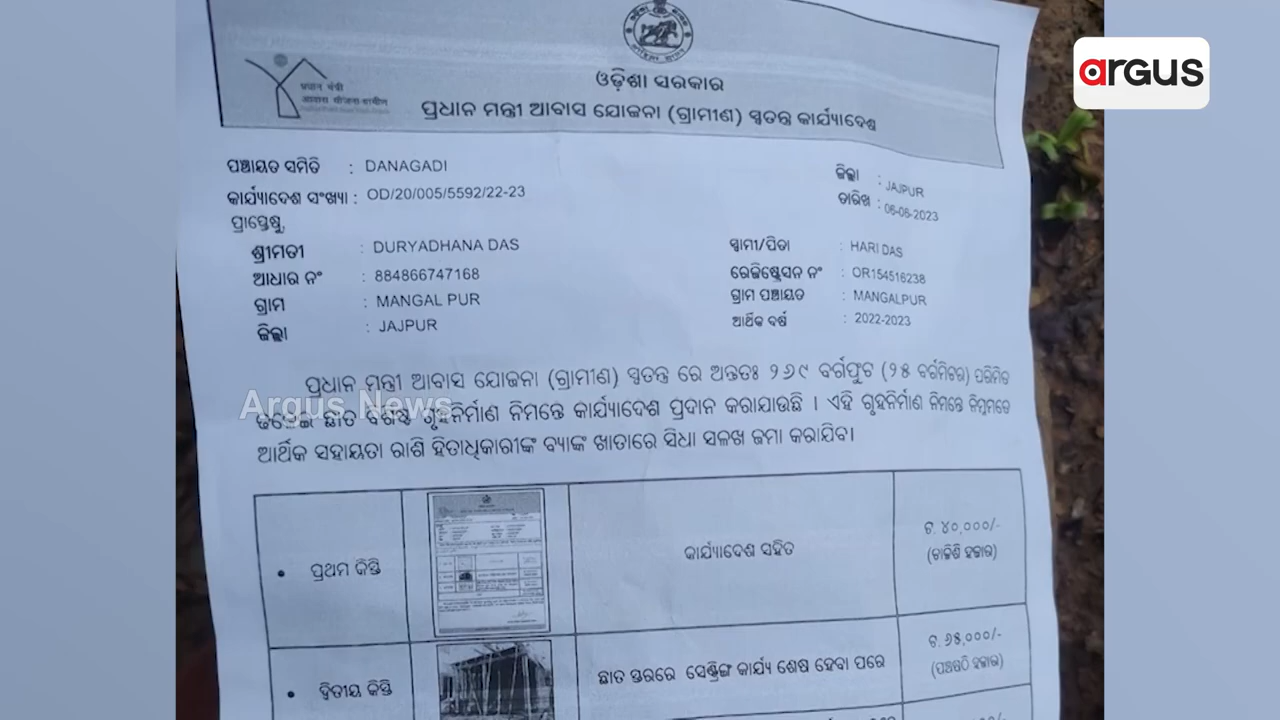 argus
ଓଡ଼ିଶା ସରକାର
ପ୍ରଧାନ ମନ୍ତ୍ରୀ ଆବାସ ଯୋଜନା (ଗ୍ରାମୀଣ) ସ୍ୱତନ୍ତ୍ର କାର୍ଯ୍ୟାଦେଶ
प्रधान मंत्री
आवास योजना-ग्रामीण
ପଞ୍ଚାୟତ ସମିତି : DANAGADI
ଜିଲ୍ଲା : JAJPUR
କାର୍ଯ୍ୟାଦେଶ ସଂଖ୍ୟା : OD/20/005/5592/22-23
ତାରିଖ : 06-06-2023
ପ୍ରାପ୍ତେଷୁ,
ଶ୍ରୀମତୀ : DURYADHANA DAS
ସ୍ୱାମୀ/ପିତା : HARI DAS
ଆଧାର ନଂ : 884866747168
ରେଜିଷ୍ଟ୍ରେସନ ନଂ : OR154516238
ଗ୍ରାମ : MANGAL PUR
ଗ୍ରାମ ପଞ୍ଚାୟତ : MANGALPUR
ଜିଲ୍ଲା : JAJPUR
ଆର୍ଥିକ ବର୍ଷ : 2022-2023
ପ୍ରଧାନ ମନ୍ତ୍ରୀ ଆବାସ ଯୋଜନା (ଗ୍ରାମୀଣ) ସ୍ୱତନ୍ତ୍ର ରେ ଅନ୍ତତଃ ୨୬୯ ବର୍ଗଫୁଟ (୨୫ ବର୍ଗମିଟର) ପରିମିତ
ଢଳେଇ ଛାତ ବିଶିଷ୍ଟ ଗୃହନିର୍ମାଣ ନିମନ୍ତେ କାର୍ଯ୍ୟାଦେଶ ପ୍ରଦାନ କରାଯାଉଛି । ଏହି ଗୃହନିର୍ମାଣ ନିମନ୍ତେ ନିମ୍ନମତେ
Argus News
ଆର୍ଥିକ ସହାୟତା ରାଶି ହିତାଧିକାରୀଙ୍କ ବ୍ୟାଙ୍କ ଖାତାରେ ସିଧା ସଳଖ ଜମା କରାଯିବ।
• ପ୍ରଥମ କିସ୍ତି
କାର୍ଯ୍ୟାଦେଶ ସହିତ
ଟ. ୪୦,୦୦୦/-
(ଚାଳିଶି ହଜାର)
• ଦ୍ୱିତୀୟ କିସ୍ତି
ଛାତ ସ୍ତରରେ ସେଣ୍ଟ୍ରିଙ୍ଗ କାର୍ଯ୍ୟ ଶେଷ ହେବା ପରେ
ଟ. ୬୫,୦୦୦/-
(ପଞ୍ଚଷଠି ହଜାର)